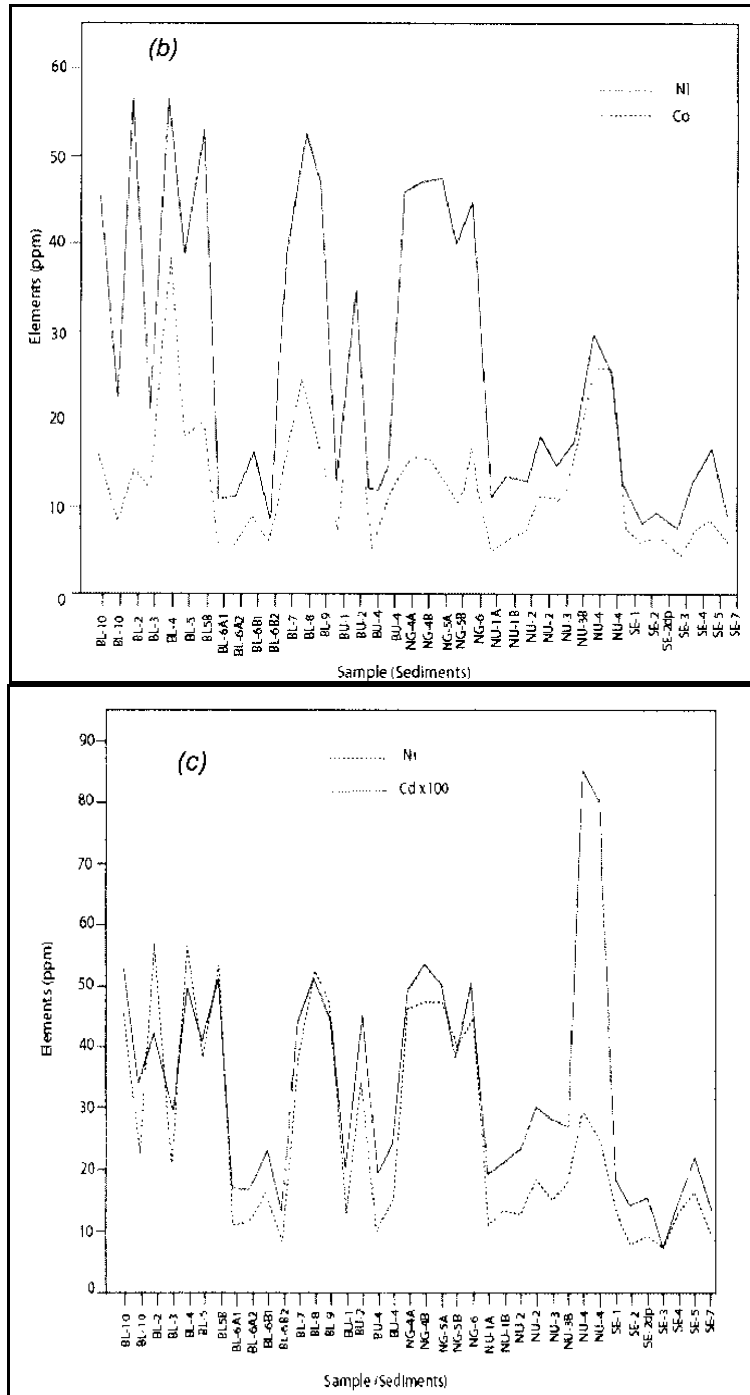 (b)
60
50
40
30
20
10
0
Elements (ppm)
Ni
Co
BL-10
BL-10
BL-2
BL-3
BL-4
BL-5
BL5B
BL-6A1
BL-6A2
BL-6B1
BL-6B2
BL-7
BL-8
BL-9
BU-1
BU-2
BU-4
BU-4
NG-4A
NG-4B
NG-5A
NG-5B
NG-6
NU-1A
NU-1B
NU-2
NU-2
NU-3
NU-3B
NU-4
NU-4
SE-1
SE-2
SE-2dp
SE-3
SE-4
SE-5
SE-7
Sample (Sediments)
(c)
90
80
70
60
50
40
30
20
10
0
Elements (ppm)
Ni
Cd x100
BL-10
BL-10
BL-2
BL-3
BL-4
BL-5
BL5B
BL-6A1
BL-6A2
BL-6B1
BL-6B2
BL-7
BL-8
BL-9
BU-1
BU-2
BU-4
BU-4
NG-4A
NG-4B
NG-5A
NG-5B
NG-6
NU-1A
NU-1B
NU-2
NU-2
NU-3
NU-3B
NU-4
NU-4
SE-1
SE-2
SE-2dp
SE-3
SE-4
SE-5
SE-7
Sample (Sediments)